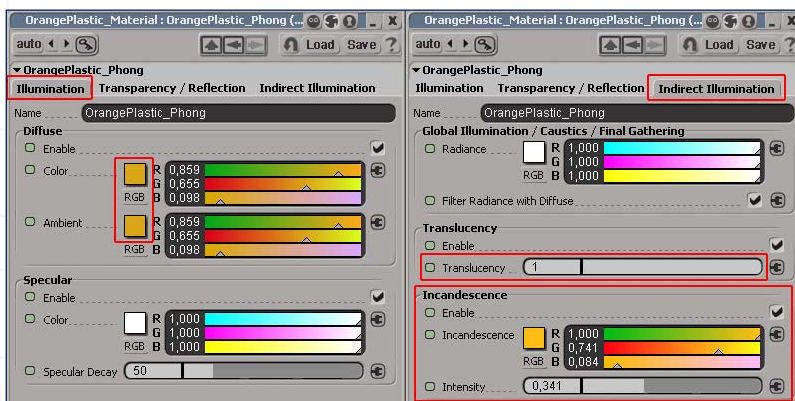 OrangePlastic_Material : OrangePlastic_Phong (...
auto
Load Save ?
OrangePlastic_Phong
Illumination Transparency / Reflection Indirect Illumination
Name OrangePlastic_Phong
Diffuse
Enable
Color R 0,859
G 0,655
RGB B 0,098
Ambient R 0,859
G 0,655
RGB B 0,098
Specular
Enable
Color R 1,000
G 1,000
RGB B 1,000
Specular Decay 50
OrangePlastic_Material : OrangePlastic_Phong (...
auto
Load Save ?
OrangePlastic_Phong
Illumination Transparency / Reflection Indirect Illumination
Name OrangePlastic_Phong
Global Illumination / Caustics / Final Gathering
Radiance R 1,000
G 1,000
RGB B 1,000
Filter Radiance with Diffuse
Translucency
Enable
Translucency 1
Incandescence
Enable
Incandescence R 1,000
G 0,741
RGB B 0,084
Intensity 0,341